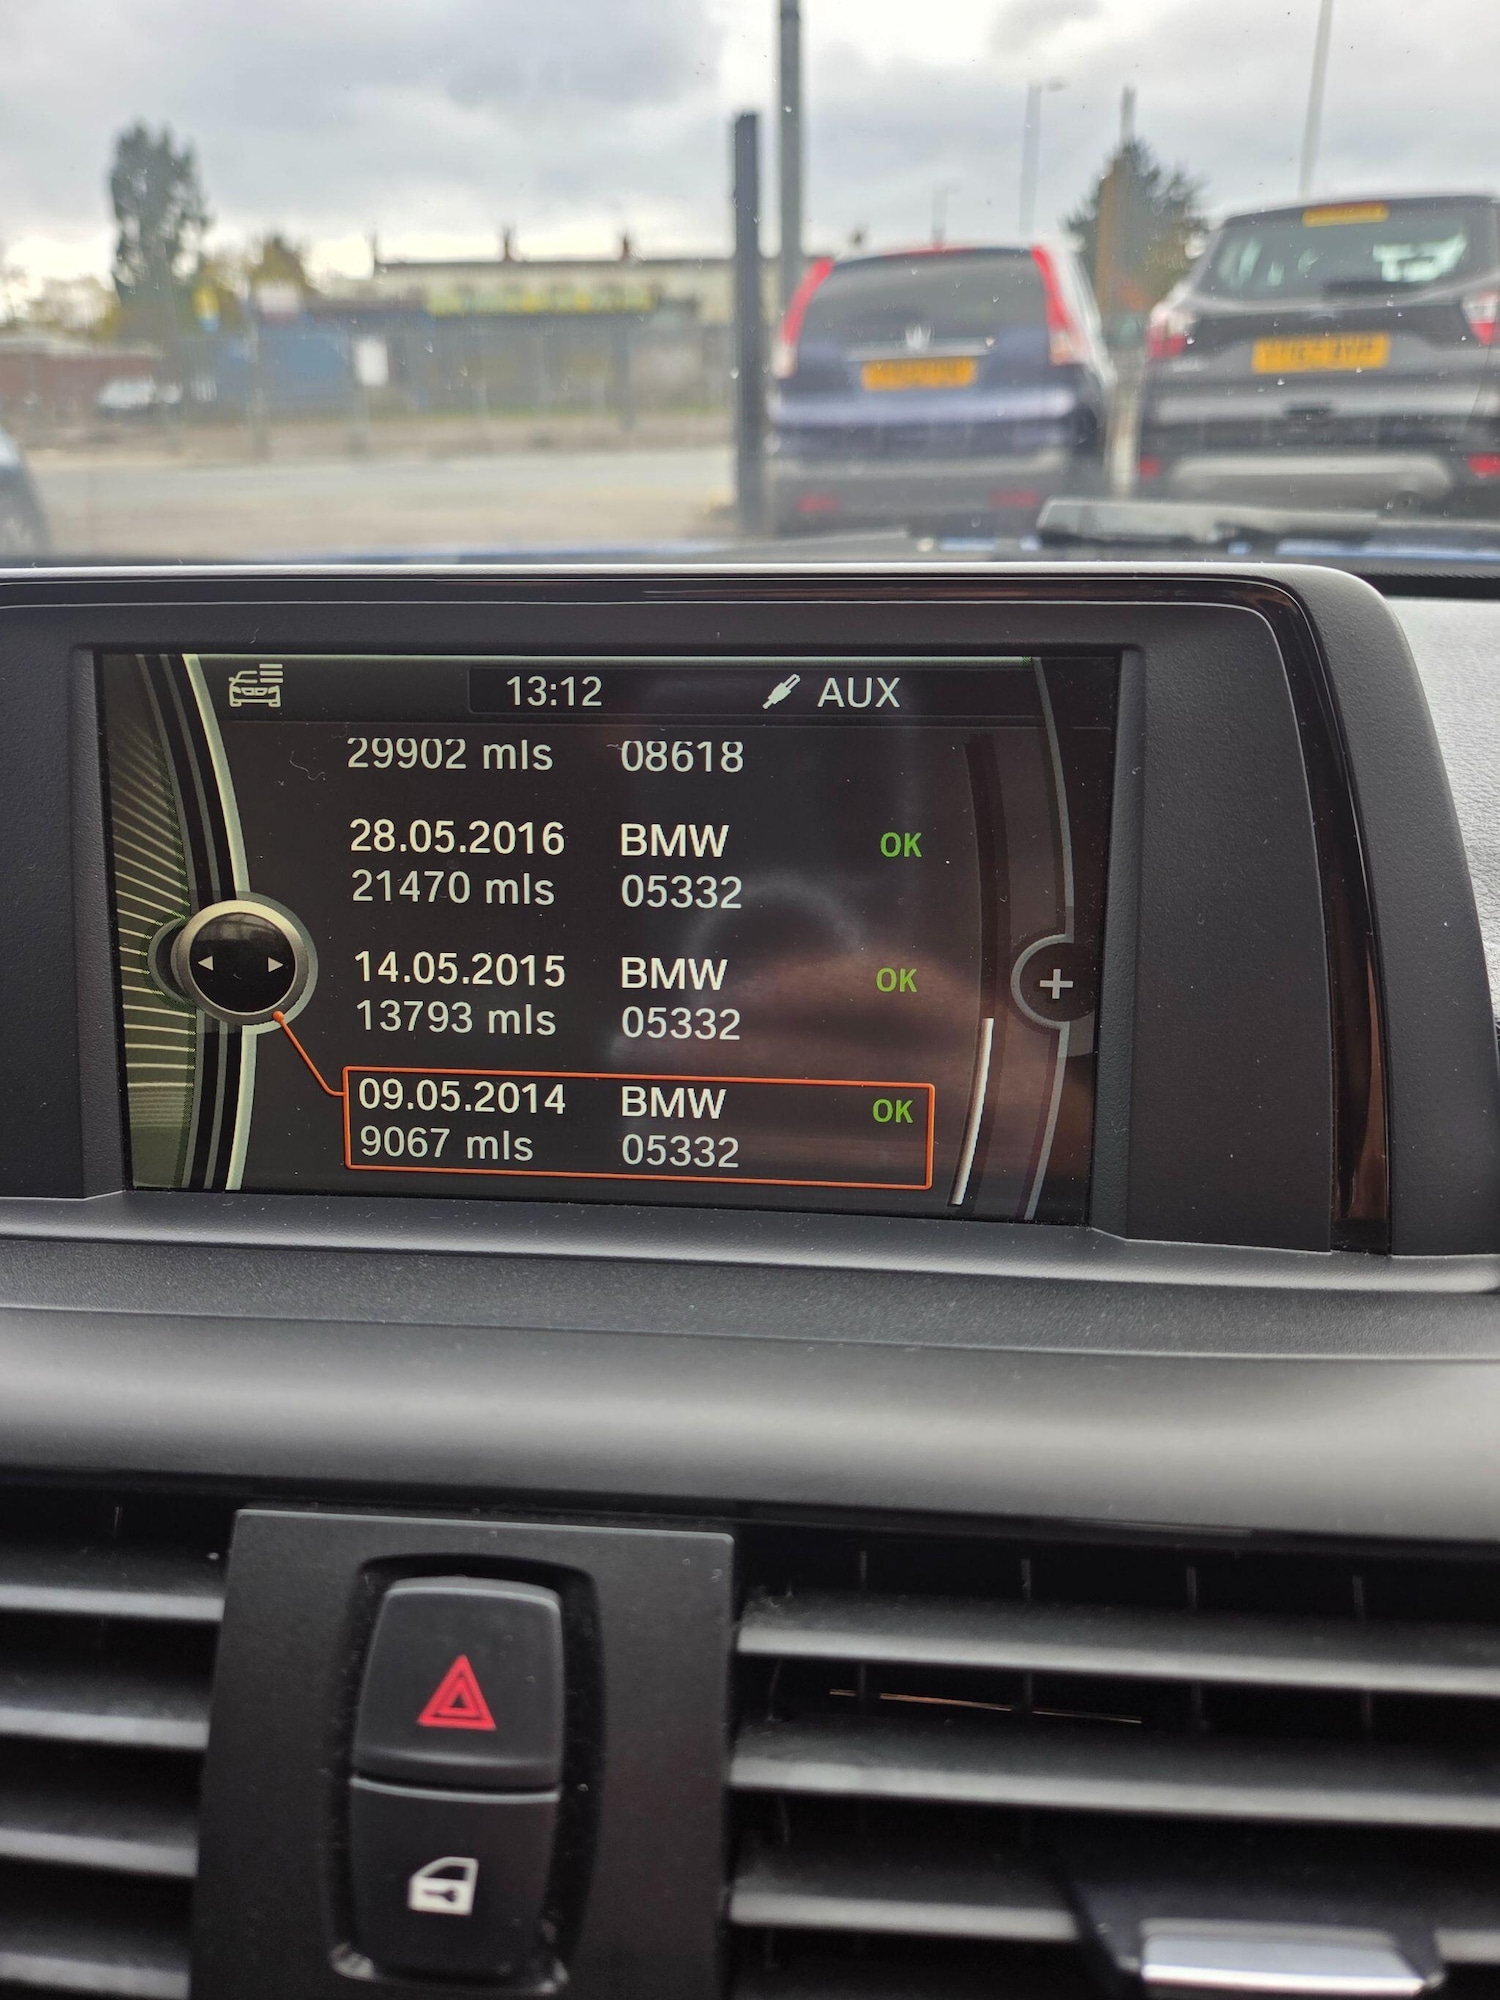 13:12 AUX
29902 mls 08618
28.05.2016 BMW OK
21470 mls 05332
14.05.2015 BMW OK
13793 mls 05332
09.05.2014 BMW OK
9067 mls 05332